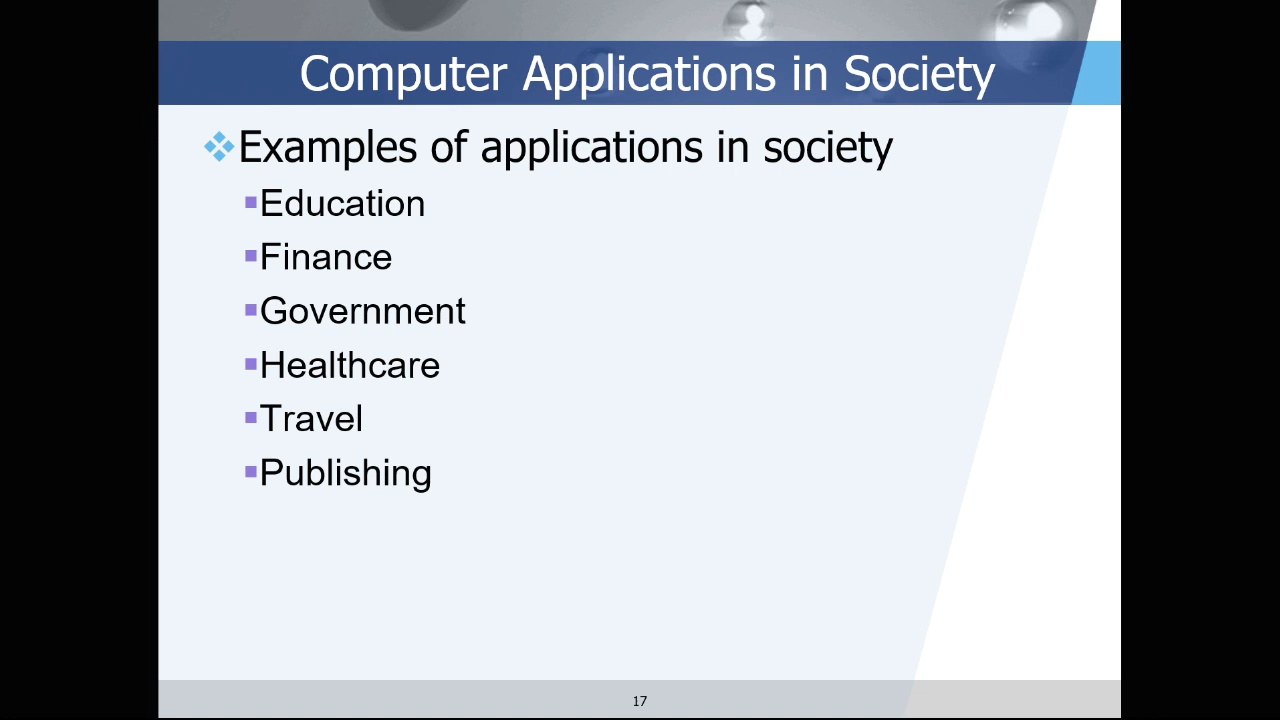 Computer Applications in Society
Examples of applications in society
Education
Finance
Government
Healthcare
Travel
Publishing
17